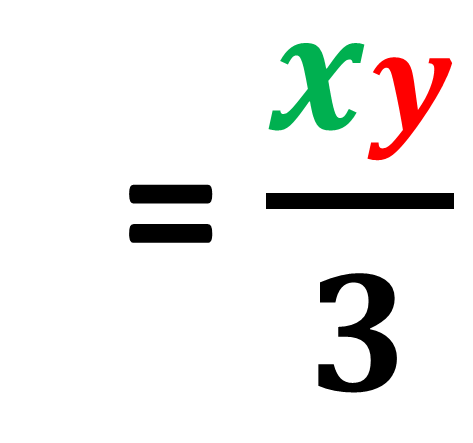 = xy/3